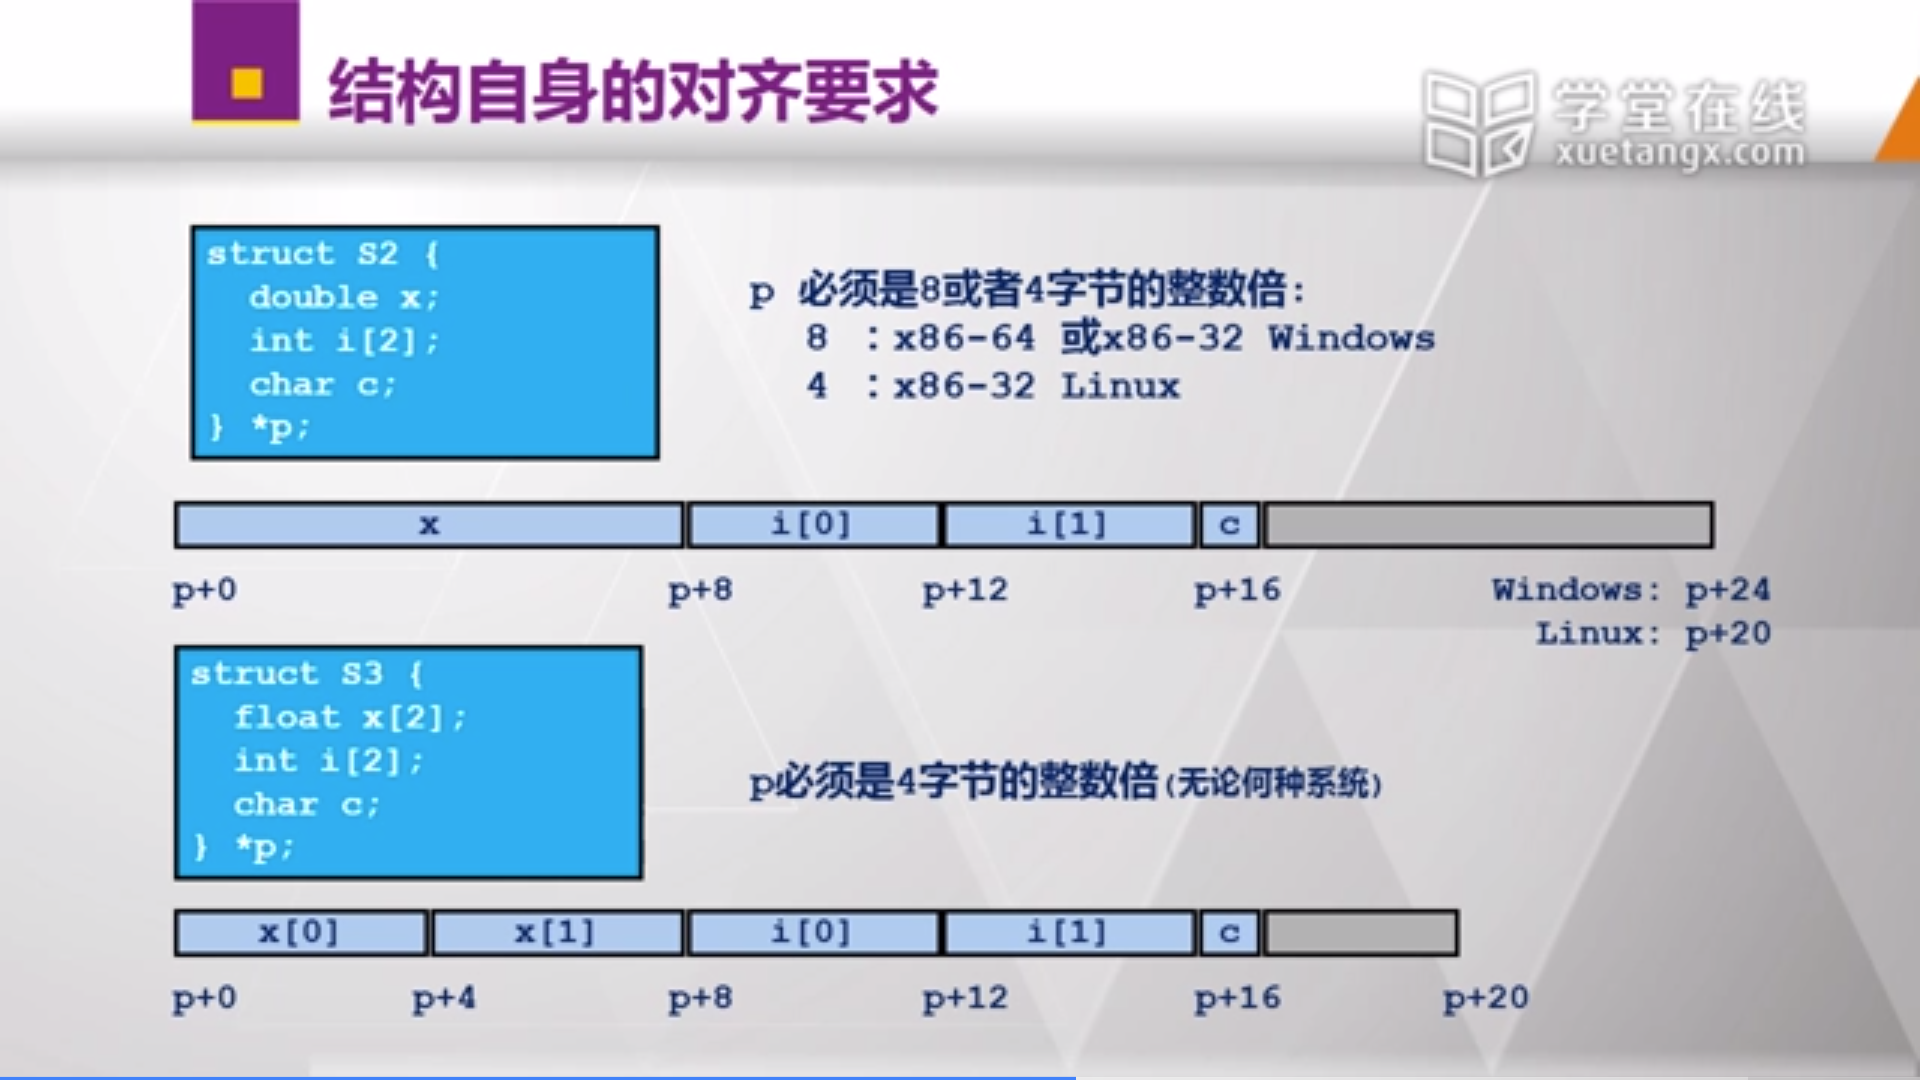 结构自身的对齐要求
学堂在线
xuetangx.com
struct S2 {
  double x;
  int i[2];
  char c;
} *p;
p 必须是8或者4字节的整数倍:
8 :x86-64 或x86-32 Windows
4 :x86-32 Linux
x i[0] i[1] c
p+0 p+8 p+12 p+16 Windows: p+24
Linux: p+20
struct S3 {
  float x[2];
  int i[2];
  char c;
} *p;
p必须是4字节的整数倍(无论何种系统)
x[0] x[1] i[0] i[1] c
p+0 p+4 p+8 p+12 p+16 p+20